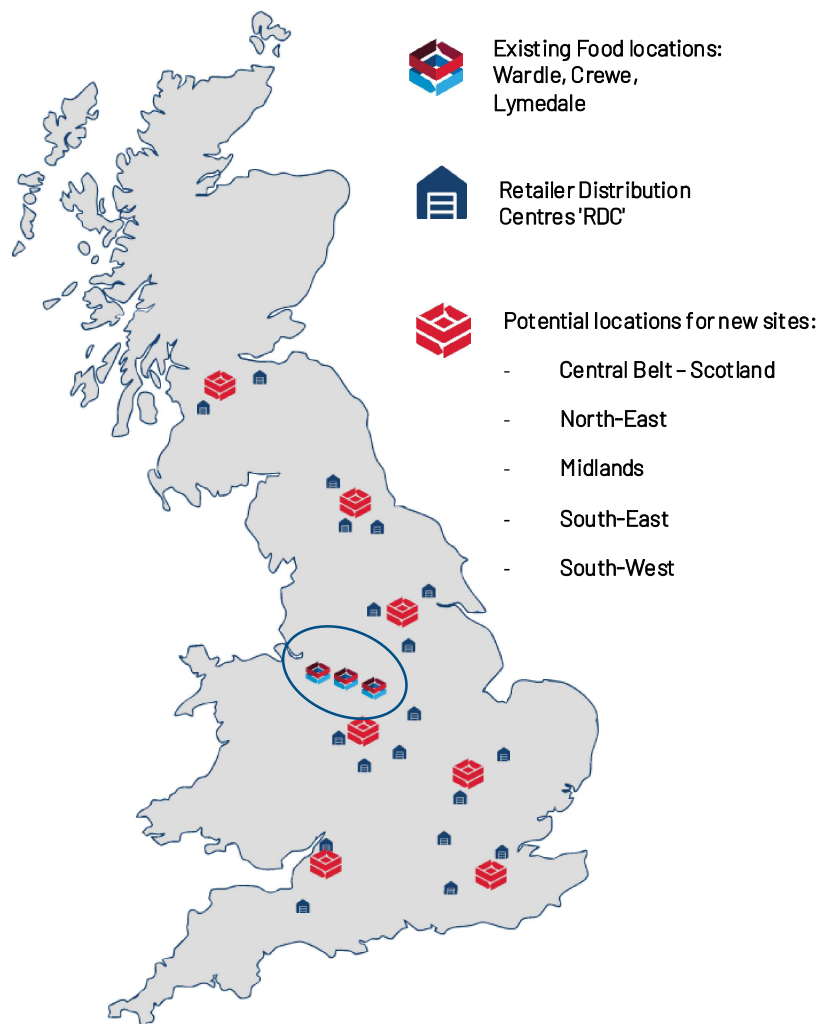 Existing Food locations:
Wardle, Crewe,
Lymedale
Retailer Distribution
Centres 'RDC'
Potential locations for new sites:
- Central Belt – Scotland
- North-East
- Midlands
- South-East
- South-West